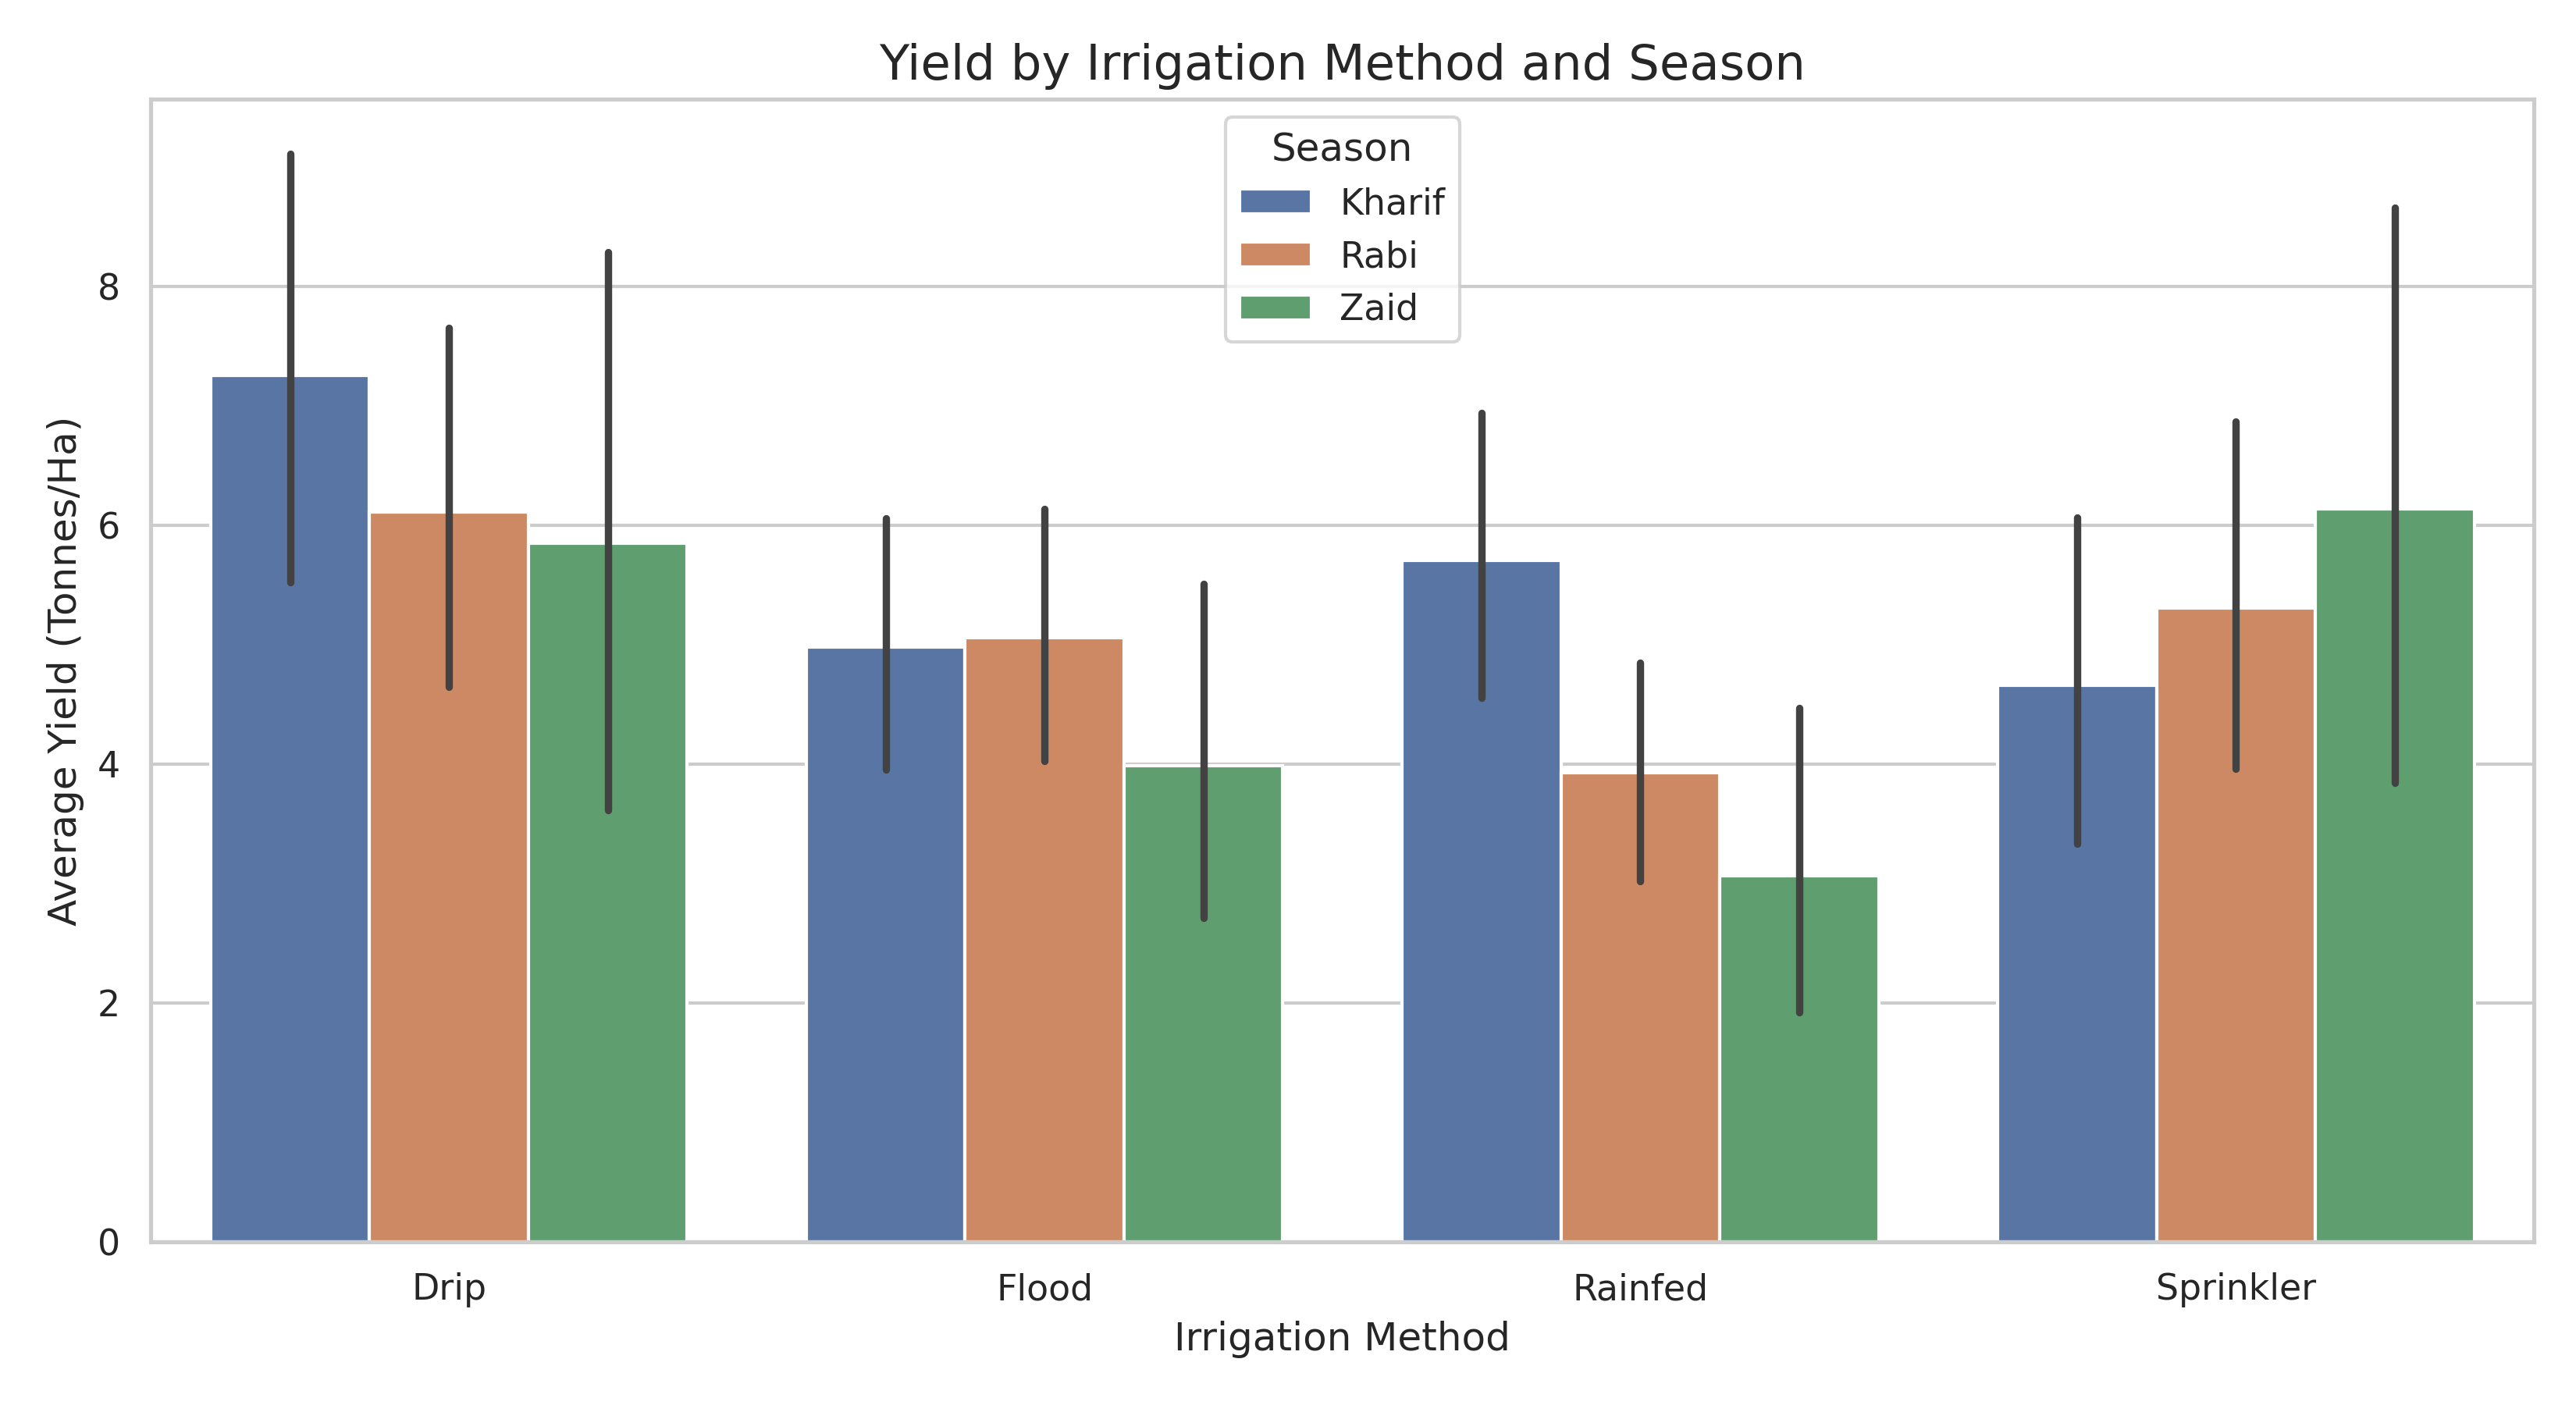 Yield by Irrigation Method and Season
Season
Kharif
Rabi
Zaid
Average Yield (Tonnes/Ha)
8
6
4
2
0
Drip
Flood
Rainfed
Sprinkler
Irrigation Method